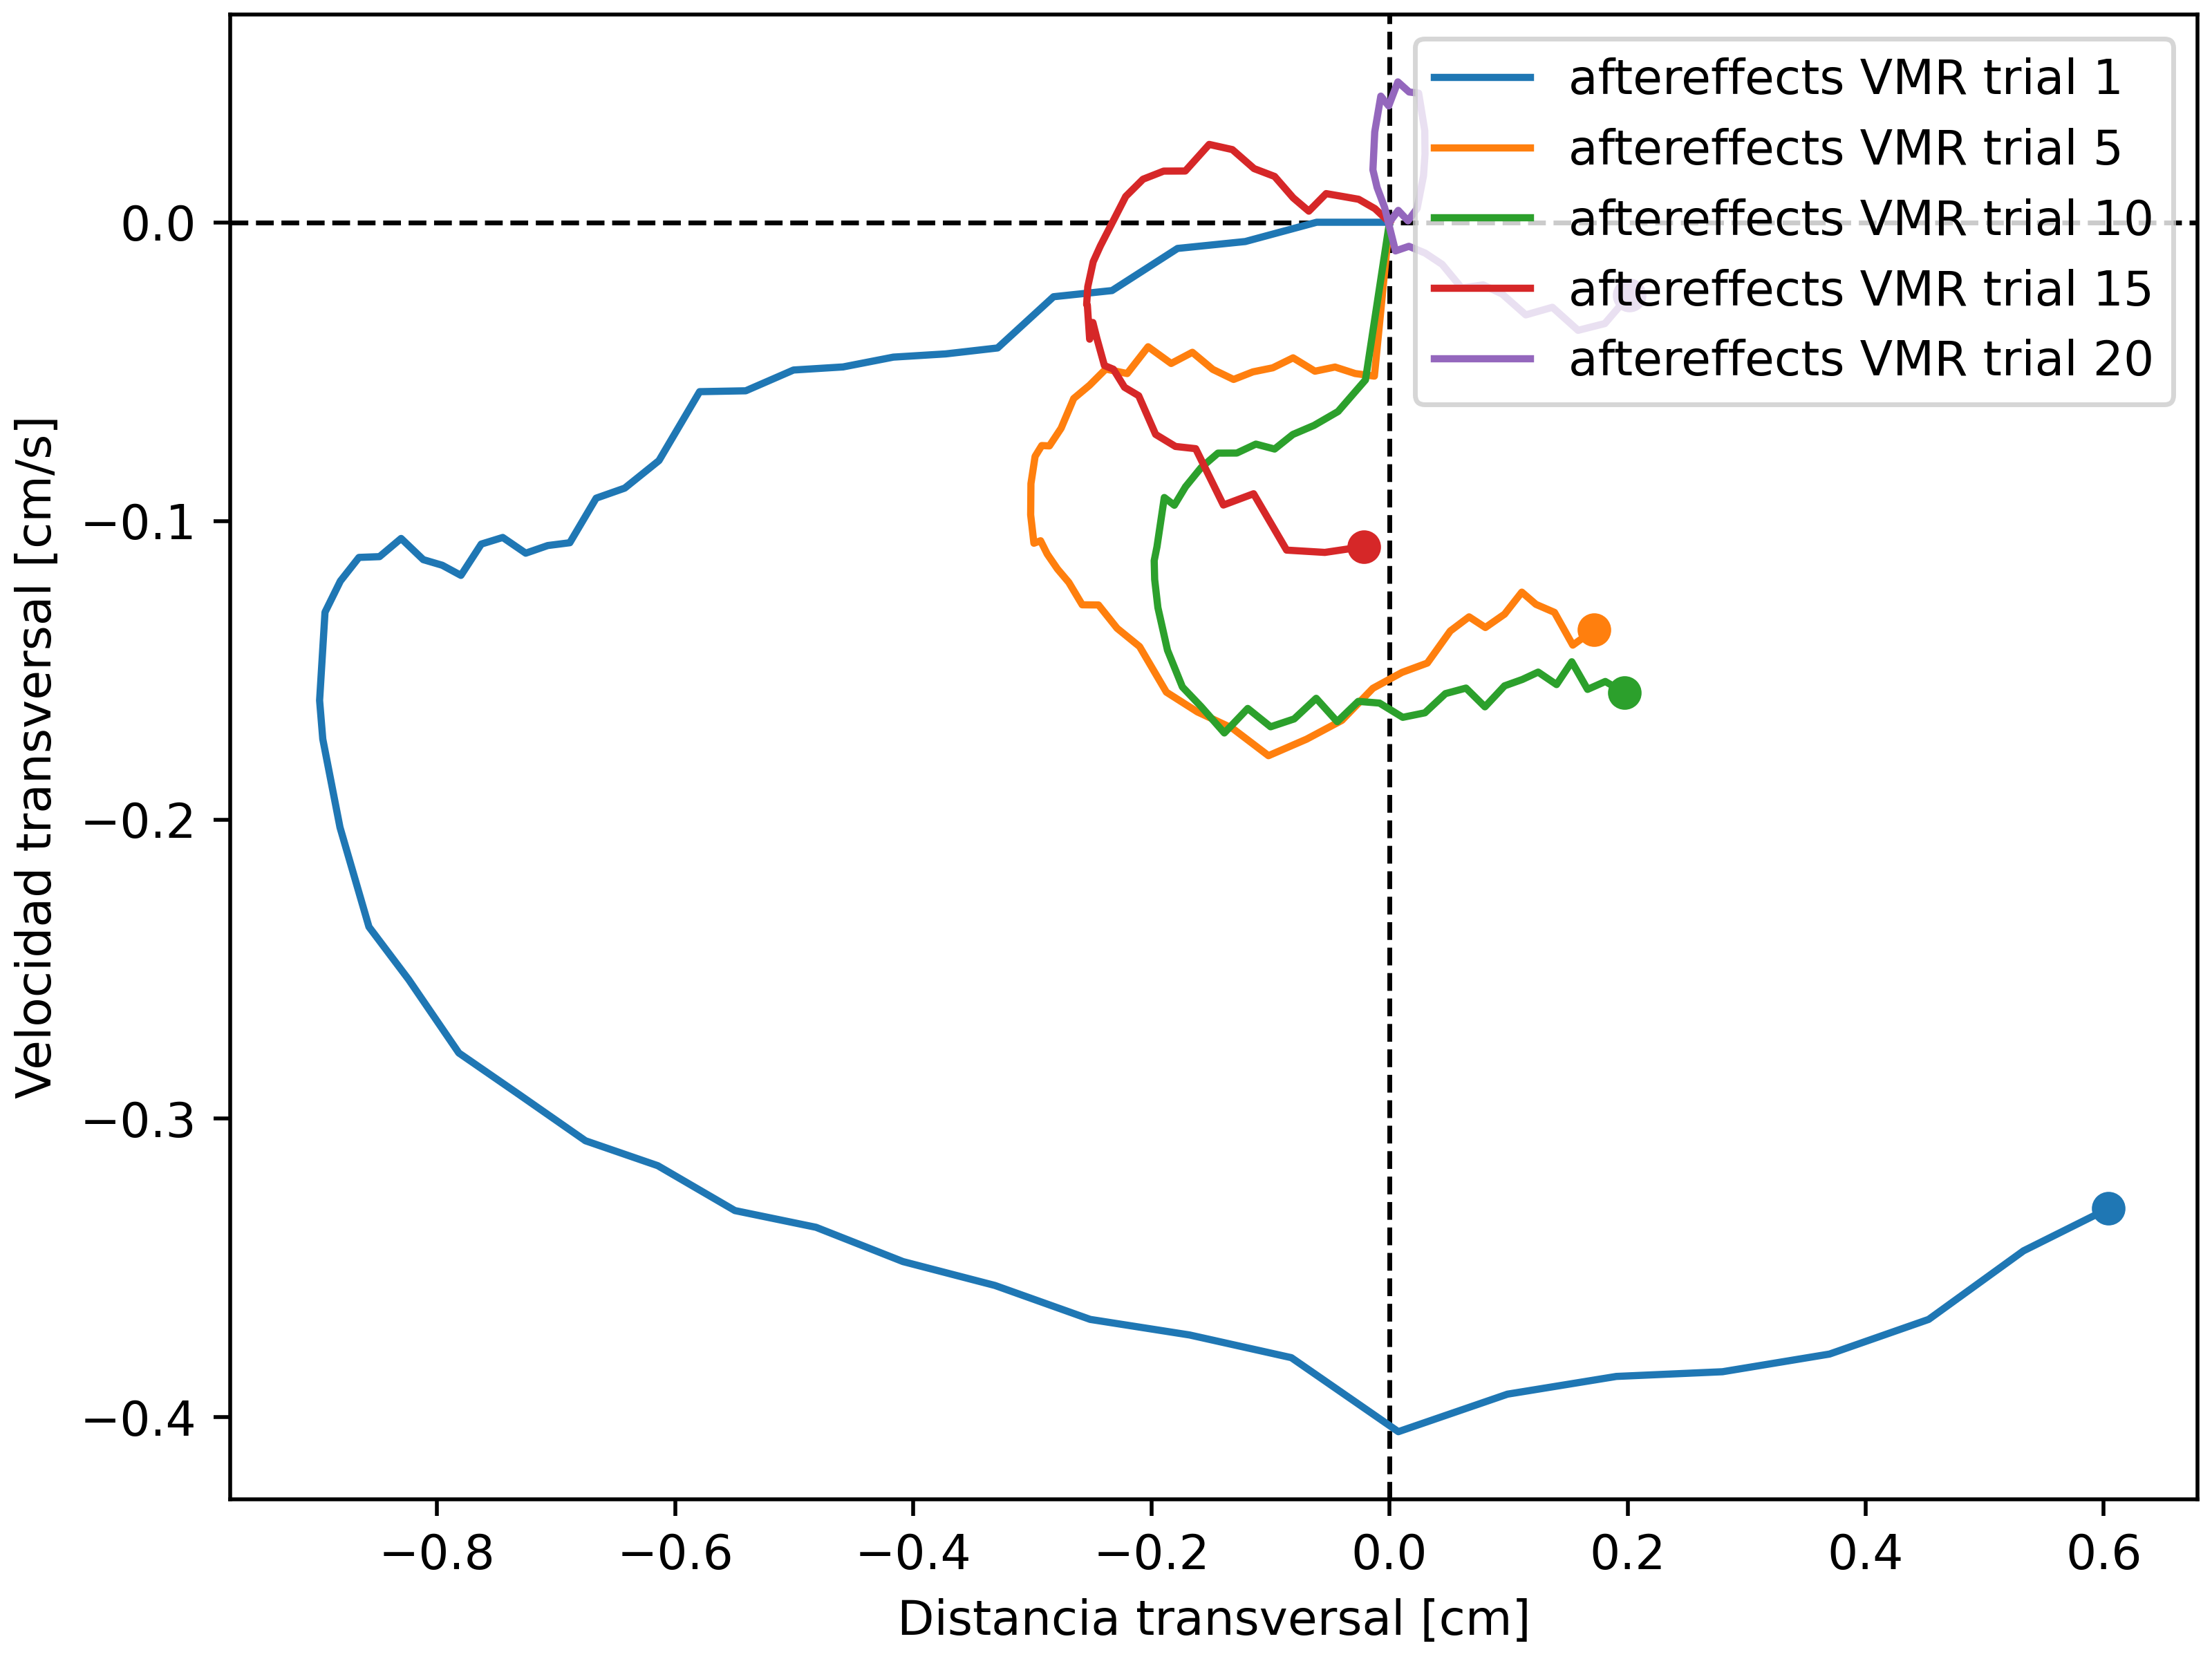 aftereffects VMR trial 1
aftereffects VMR trial 5
aftereffects VMR trial 10
aftereffects VMR trial 15
aftereffects VMR trial 20
Velocidad transversal [cm/s]
0.0
−0.1
−0.2
−0.3
−0.4
−0.8 −0.6 −0.4 −0.2 0.0 0.2 0.4 0.6
Distancia transversal [cm]